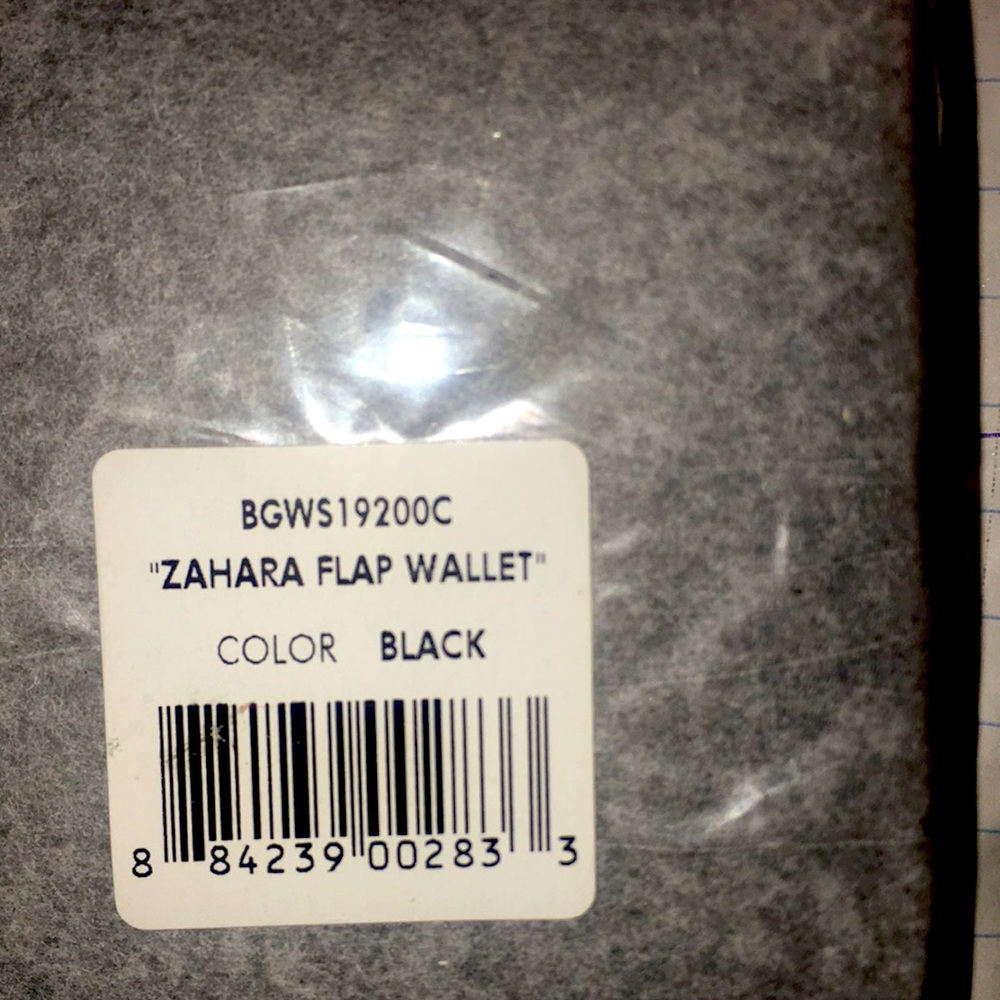 BGWS19200C
"ZAHARA FLAP WALLET"
COLOR BLACK
8 84239 00283 3